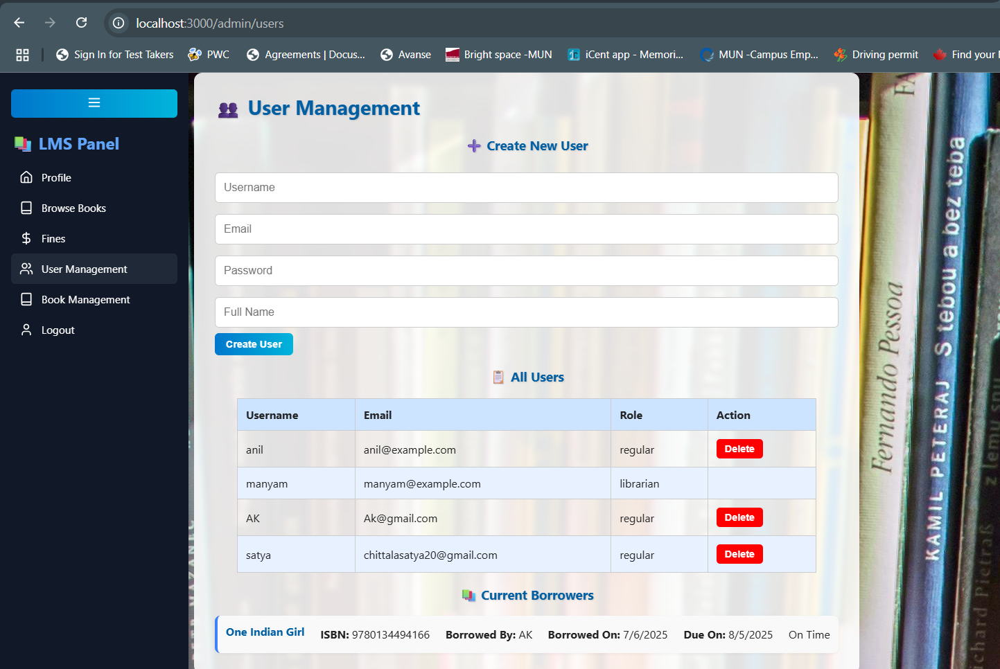 localhost:3000/admin/users
Sign In for Test Takers PWC Agreements | Docus... Avanse Bright space -MUN iCent app - Memori... MUN -Campus Emp... Driving permit Find your
LMS Panel
Profile
Browse Books
Fines
User Management
Book Management
Logout
User Management
Create New User
Username
Email
Password
Full Name
Create User
All Users
Username Email Role Action
anil anil@example.com regular Delete
manyam manyam@example.com librarian
AK Ak@gmail.com regular Delete
satya chittalasatya20@gmail.com regular Delete
Current Borrowers
One Indian Girl ISBN: 9780134494166 Borrowed By: AK Borrowed On: 7/6/2025 Due On: 8/5/2025 On Time
Fernando Pessoa
KAMIL PETERAJ S tebou a bez teba
z lemu snu
ichard Pietraß